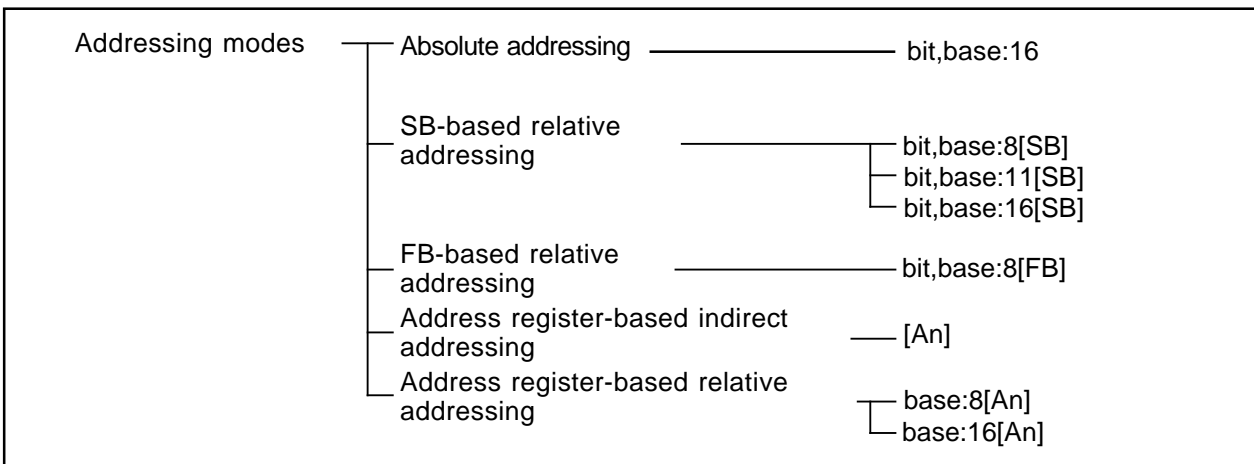 Addressing modes
Absolute addressing
bit,base:16
SB-based relative
addressing
bit,base:8[SB]
bit,base:11[SB]
bit,base:16[SB]
FB-based relative
addressing
bit,base:8[FB]
Address register-based indirect
addressing
[An]
Address register-based relative
addressing
base:8[An]
base:16[An]